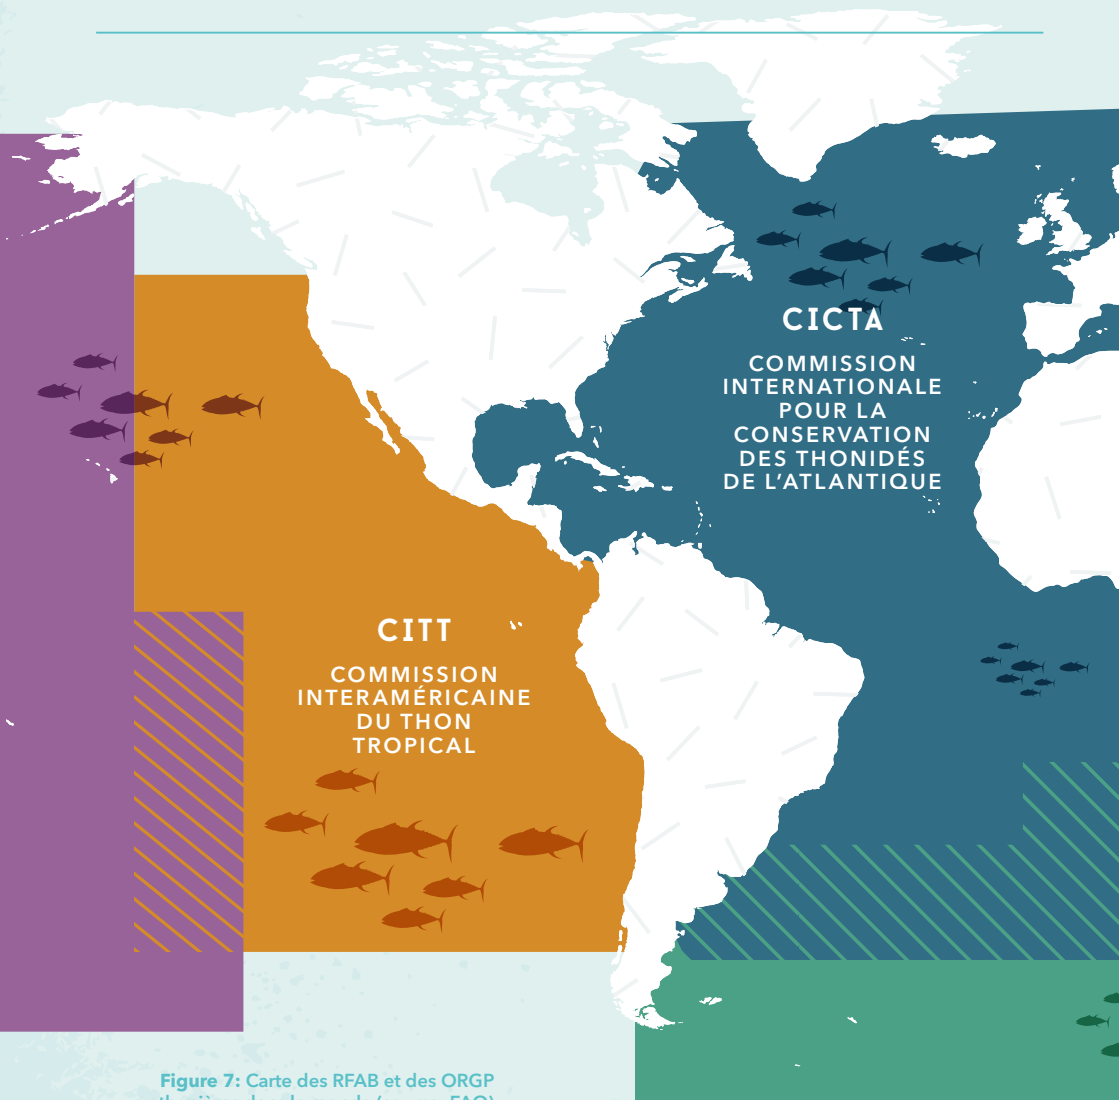 CICTA
COMMISSION
INTERNATIONALE
POUR LA
CONSERVATION
DES THONIDÉS
DE L'ATLANTIQUE
CITT
COMMISSION
INTERAMÉRICAINE
DU THON
TROPICAL
Figure 7: Carte des RFAB et des ORGP